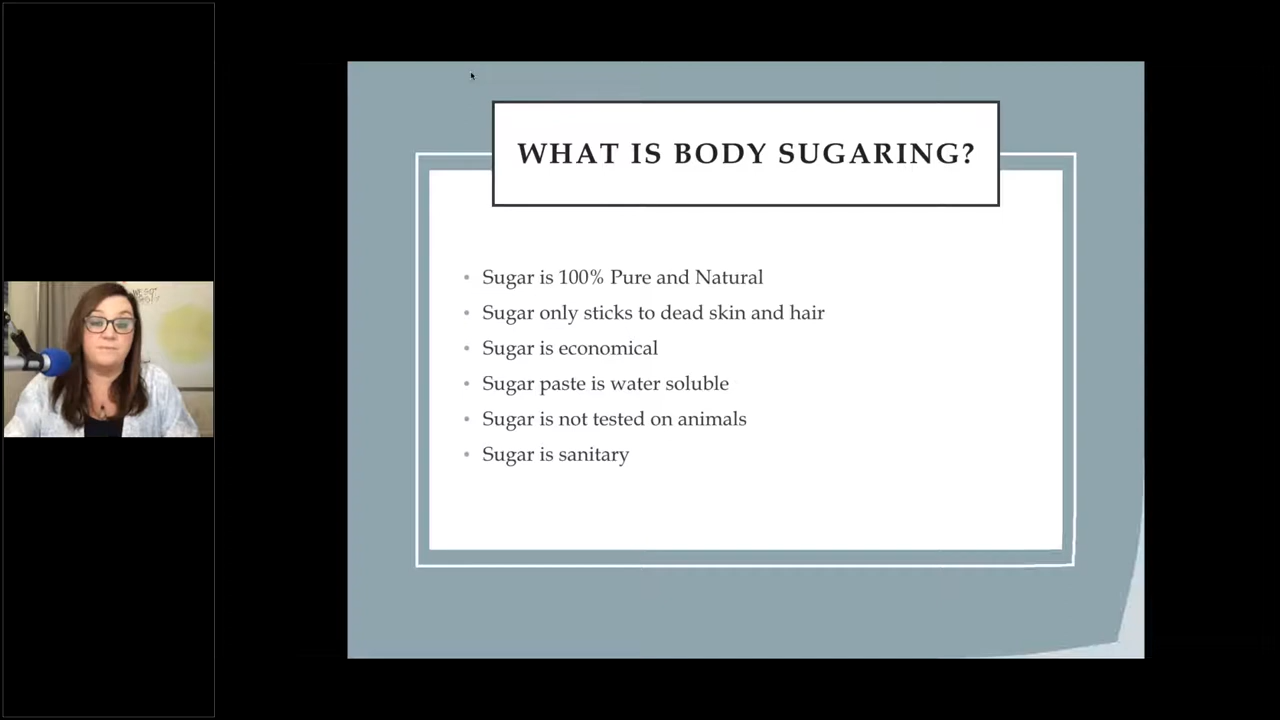 WHAT IS BODY SUGARING?
Sugar is 100% Pure and Natural
Sugar only sticks to dead skin and hair
Sugar is economical
Sugar paste is water soluble
Sugar is not tested on animals
Sugar is sanitary